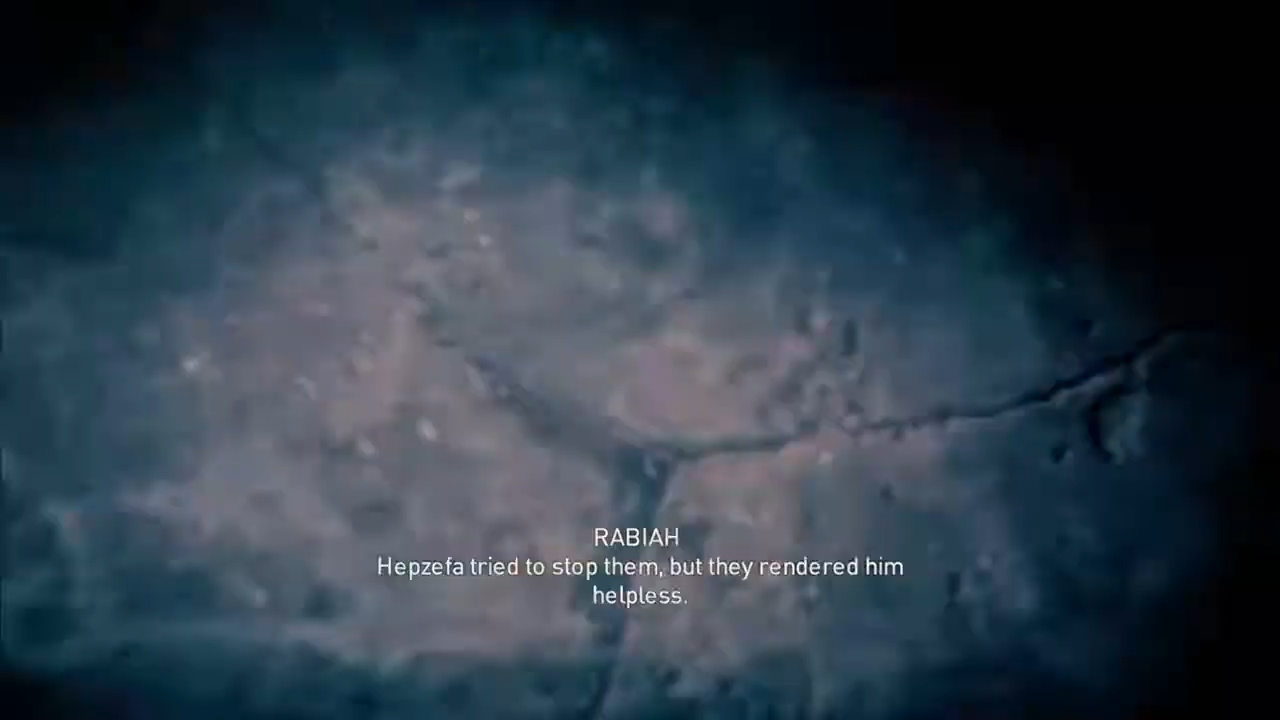 RABIAH
Hepzefa tried to stop them, but they rendered him
helpless.